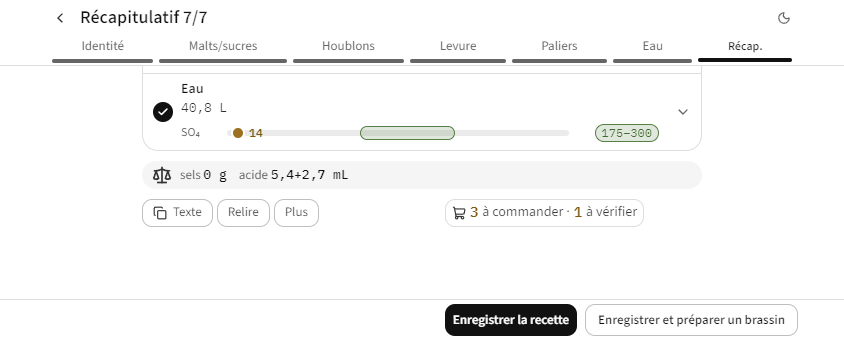 Récapitulatif 7/7
Identité Malts/sucres Houblons Levure Paliers Eau Récap.
Eau
40,8 L
SO₄ 14 175–300
sels 0 g acide 5,4+2,7 mL
Texte Relire Plus 3 à commander · 1 à vérifier
Enregistrer la recette Enregistrer et préparer un brassin